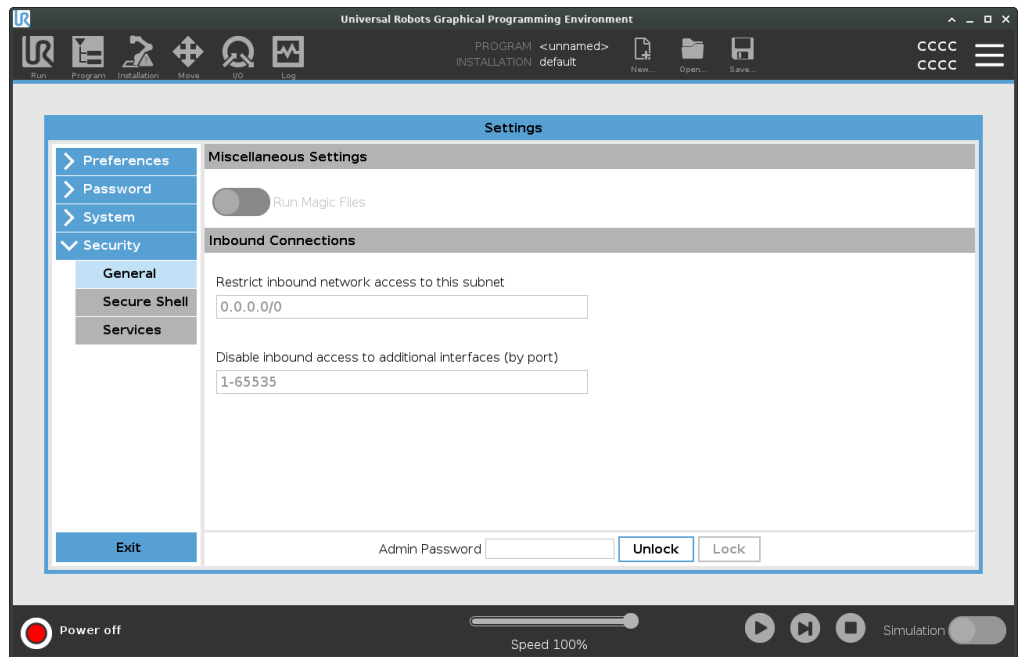 Universal Robots Graphical Programming Environment
UR
Run
Program
Installation
Move
I/O
Log
PROGRAM <unnamed>
INSTALLATION default
New...
Open...
Save...
CCCC
CCCC
Settings
Preferences
Password
System
Security
General
Secure Shell
Services
Exit
Miscellaneous Settings
Run Magic Files
Inbound Connections
Restrict inbound network access to this subnet
0.0.0.0/0
Disable inbound access to additional interfaces (by port)
1-65535
Admin Password
Unlock
Lock
Power off
Speed 100%
Simulation